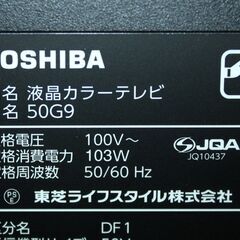 TOSHIBA
名 液晶カラーテレビ
名 50G9
格電圧 100V～
格消費電力 103W
格周波数 50/60 Hz
JQA
JQ10437
PS
E
東芝ライフスタイル株式会社
区分名 DF1